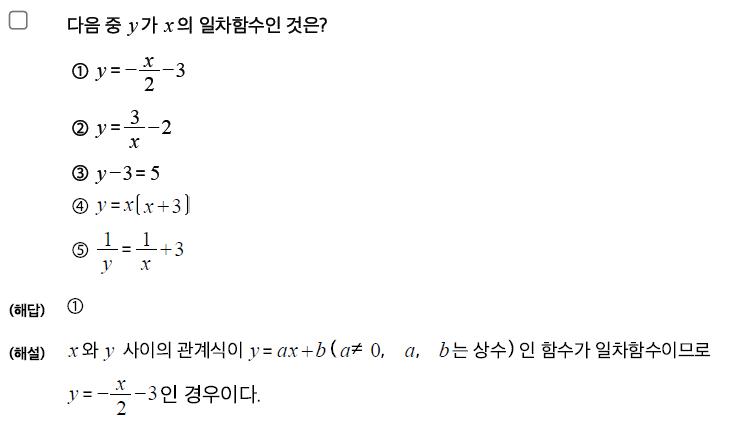 다음 중 y가 x의 일차함수인 것은?
① y=-x/2-3
② y=3/x-2
③ y-3=5
④ y=x(x+3)
⑤ 1/y=1/x+3
(해답) ①
(해설) x와 y 사이의 관계식이 y=ax+b(a≠0, a, b는 상수)인 함수가 일차함수이므로
y=-x/2-3인 경우이다.